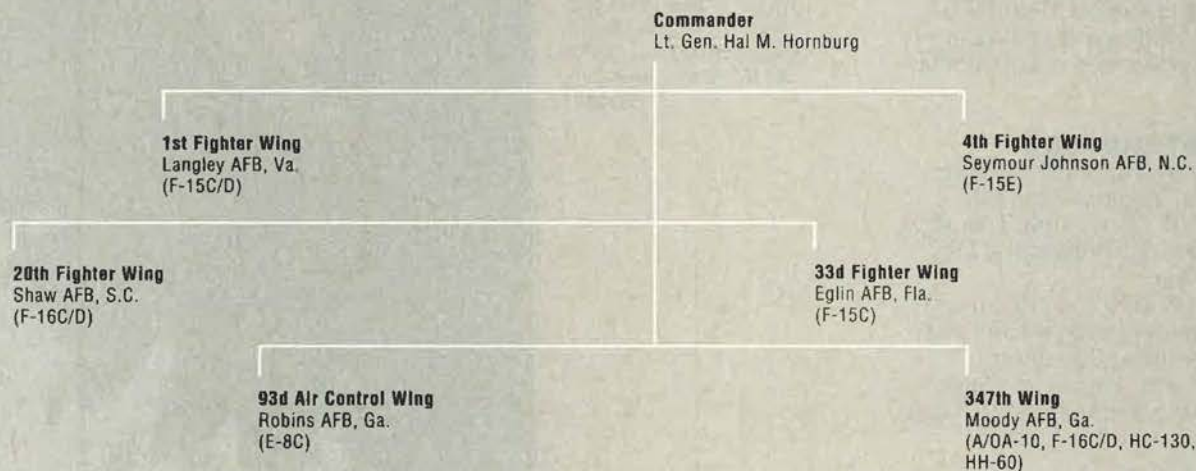 Commander
Lt. Gen. Hal M. Hornburg
1st Fighter Wing
Langley AFB, Va.
(F-15C/D)
4th Fighter Wing
Seymour Johnson AFB, N.C.
(F-15E)
20th Fighter Wing
Shaw AFB, S.C.
(F-16C/D)
33d Fighter Wing
Eglin AFB, Fla.
(F-15C)
93d Air Control Wing
Robins AFB, Ga.
(E-8C)
347th Wing
Moody AFB, Ga.
(A/OA-10, F-16C/D, HC-130,
HH-60)